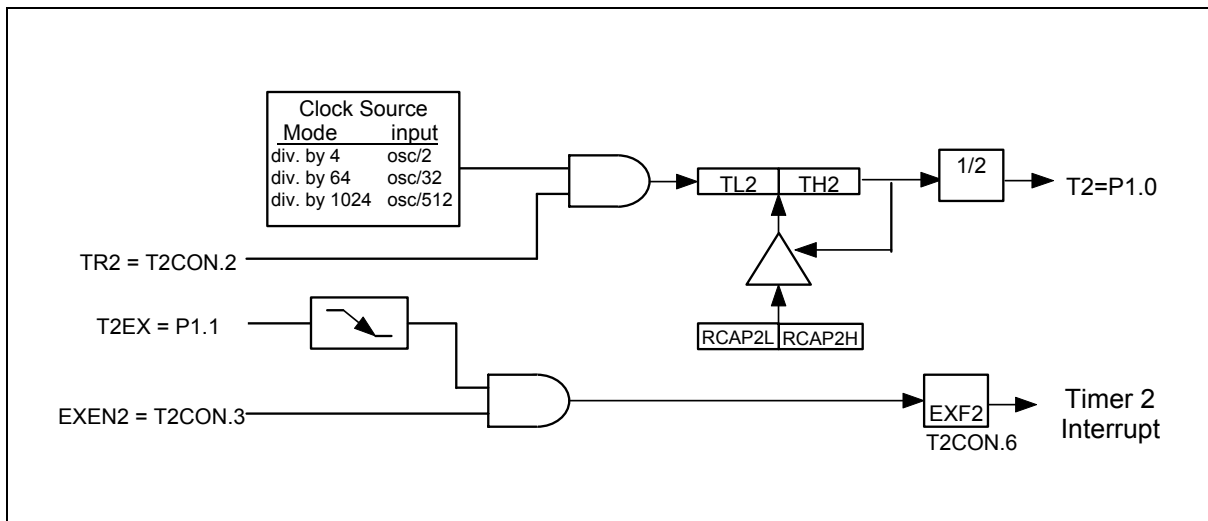 Clock Source
Mode input
div. by 4 osc/2
div. by 64 osc/32
div. by 1024 osc/512
1/2
TL2 TH2
T2=P1.0
TR2 = T2CON.2
T2EX = P1.1
RCAP2L RCAP2H
EXEN2 = T2CON.3
EXF2
T2CON.6
Timer 2
Interrupt